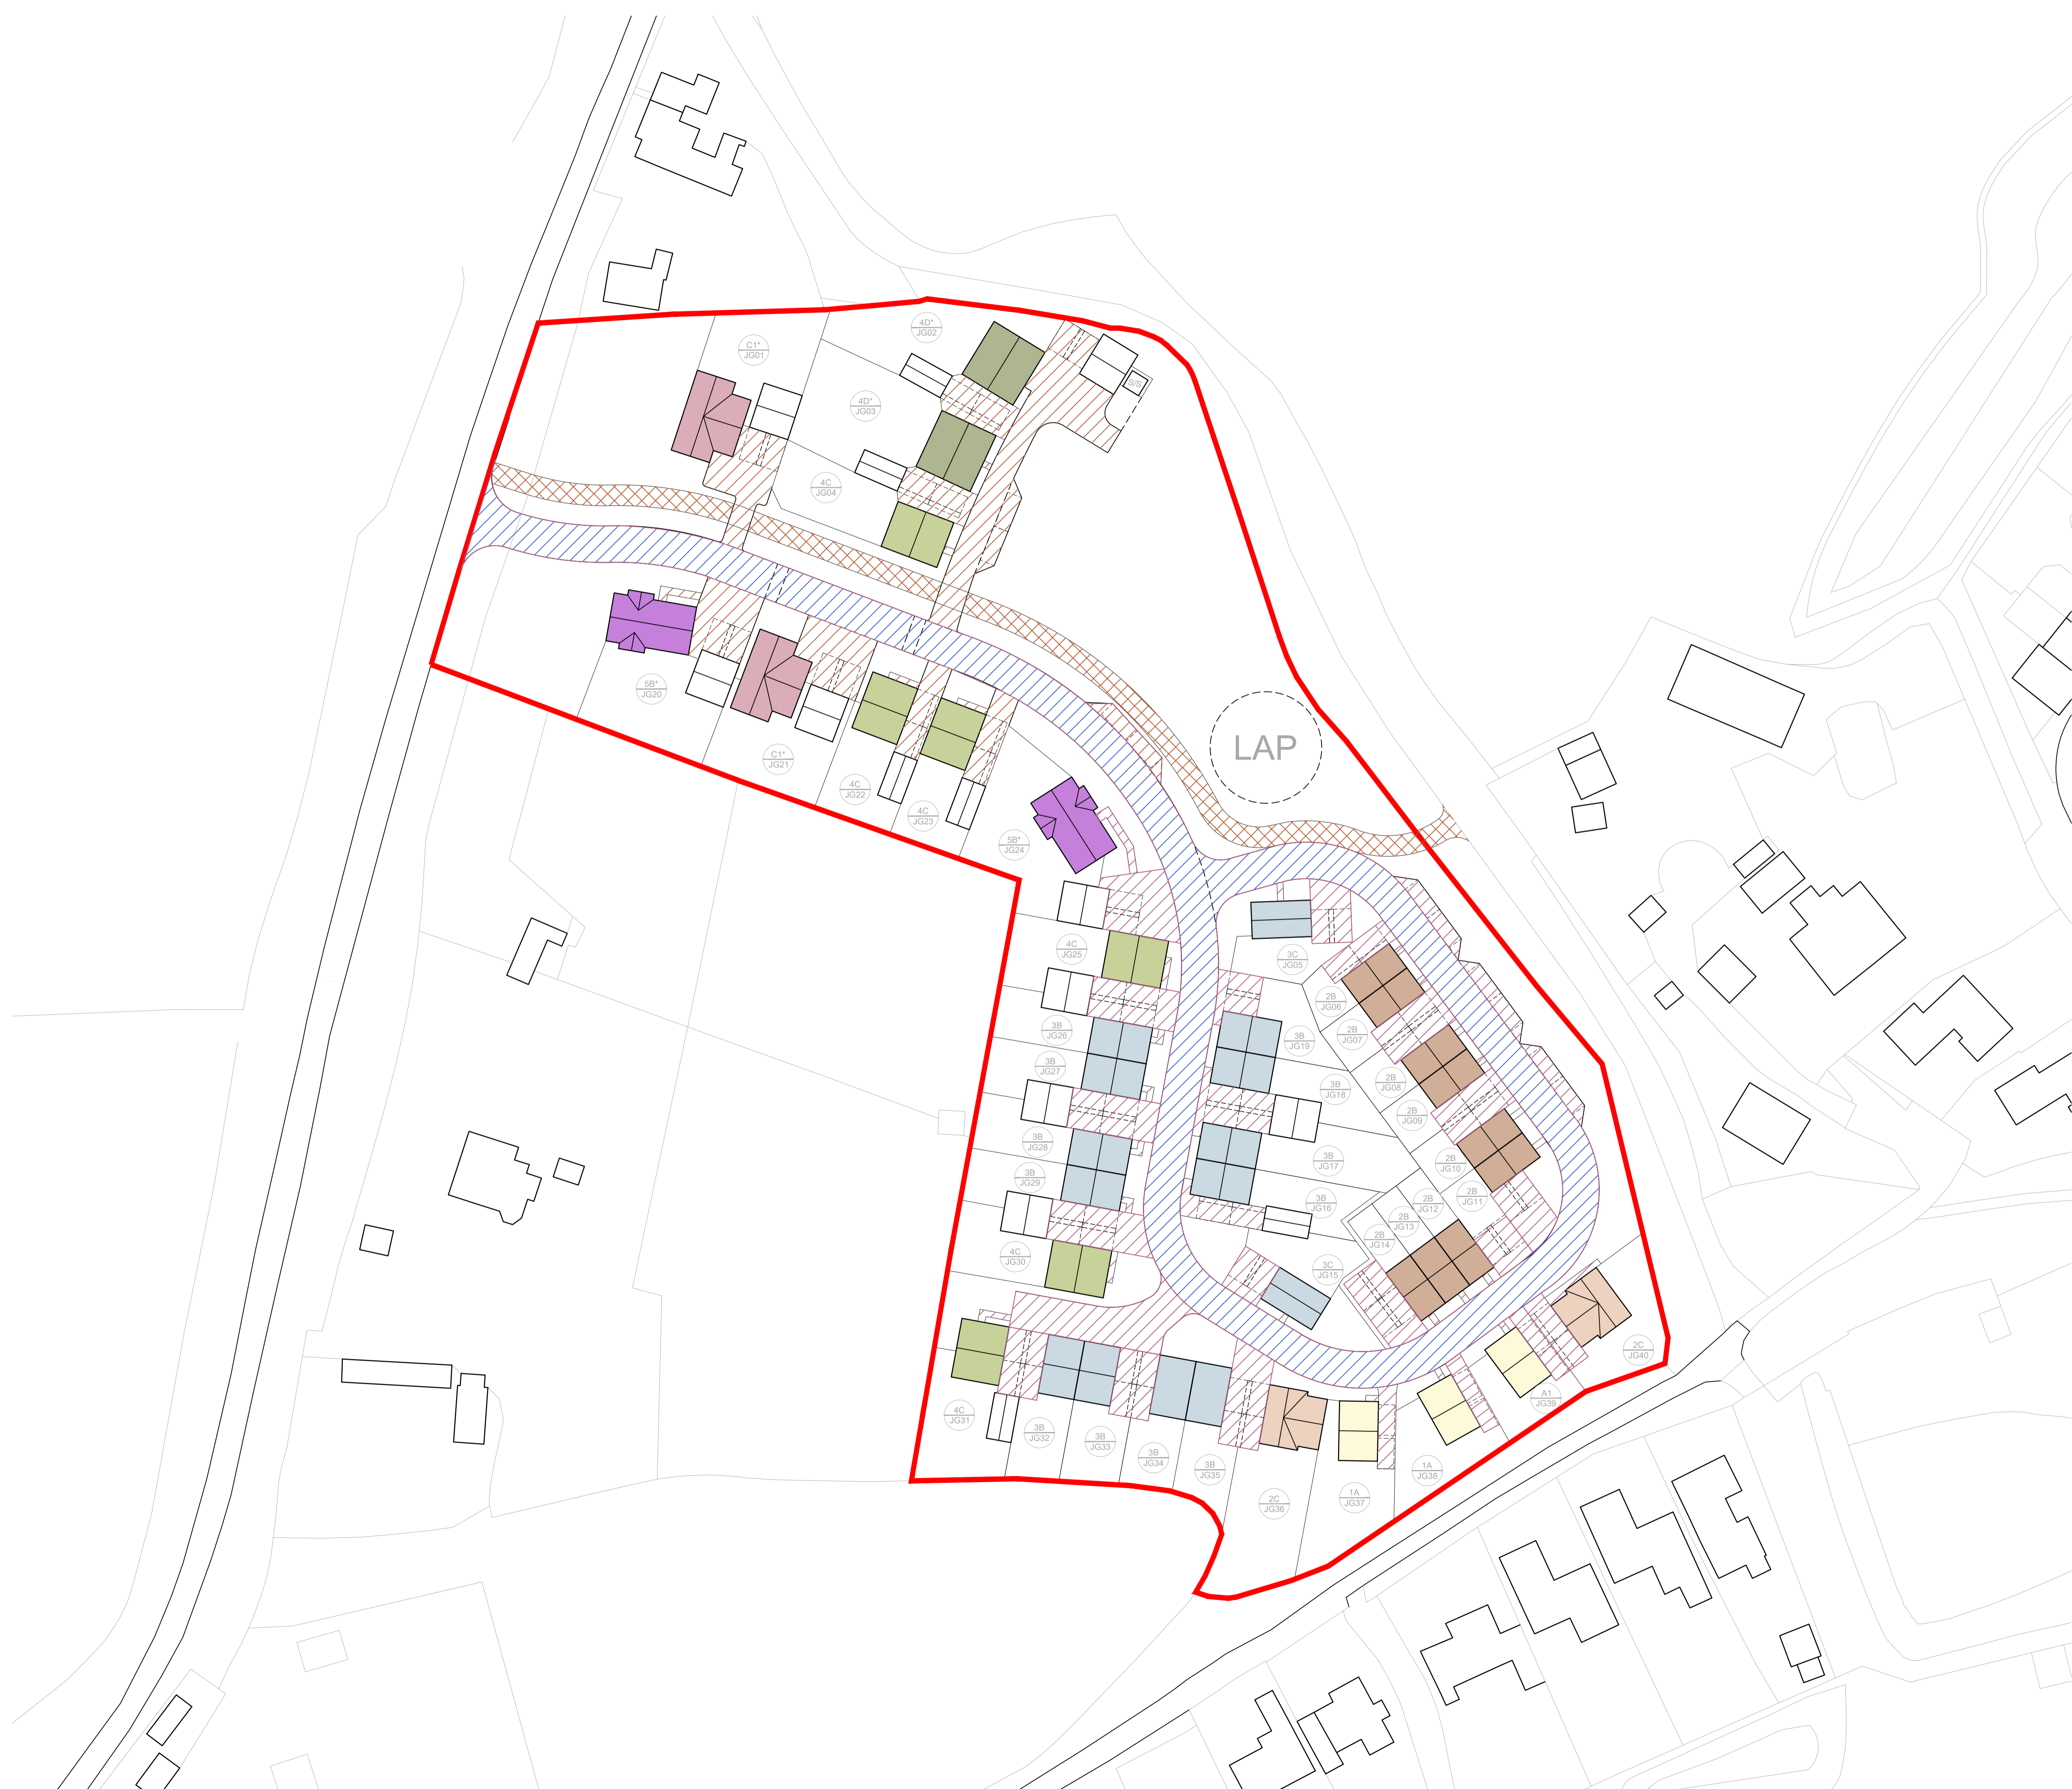 4D*
JG02
C1*
JG01
S/S
4D*
JG03
4C
JG04
5B*
JG20
LAP
C1*
JG21
4C
JG22
4C
JG23
5B*
JG24
4C
JG25
3C
JG05
2B
JG06
3B
JG26
2B
JG07
3B
JG19
3B
JG27
2B
JG08
3B
JG18
2B
JG09
3B
JG28
3B
JG17
2B
JG10
3B
JG29
2B
JG11
3B
JG16
2B
JG12
2B
JG13
2B
JG14
4C
JG30
3C
JG15
2C
JG40
A1
JG39
4C
JG31
3B
JG32
3B
JG33
3B
JG34
3B
JG35
1A
JG38
1A
JG37
2C
JG36